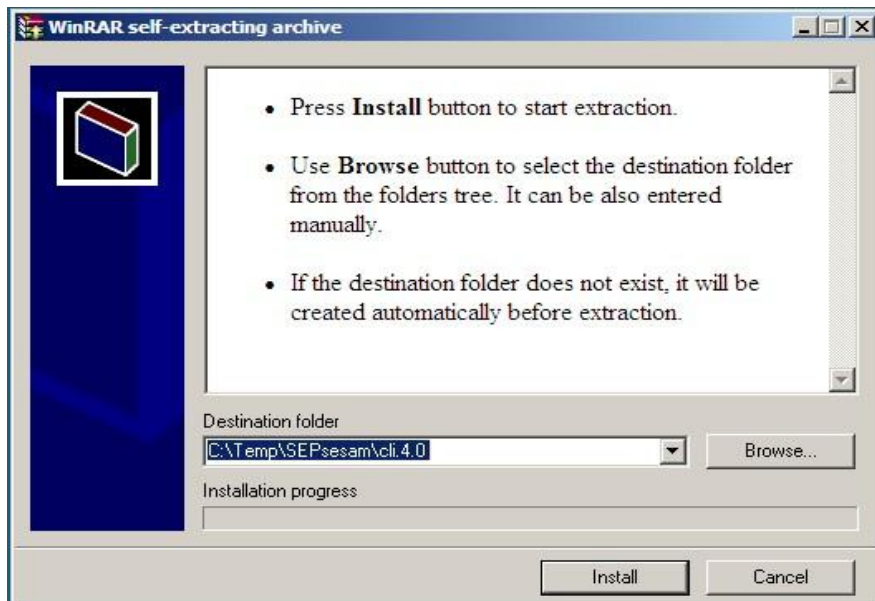 WinRAR self-extracting archive
• Press Install button to start extraction.
• Use Browse button to select the destination folder
from the folders tree. It can be also entered
manually.
• If the destination folder does not exist, it will be
created automatically before extraction.
Destination folder
C:\Temp\SEPsesam\cli.4.0
Browse...
Installation progress
Install
Cancel